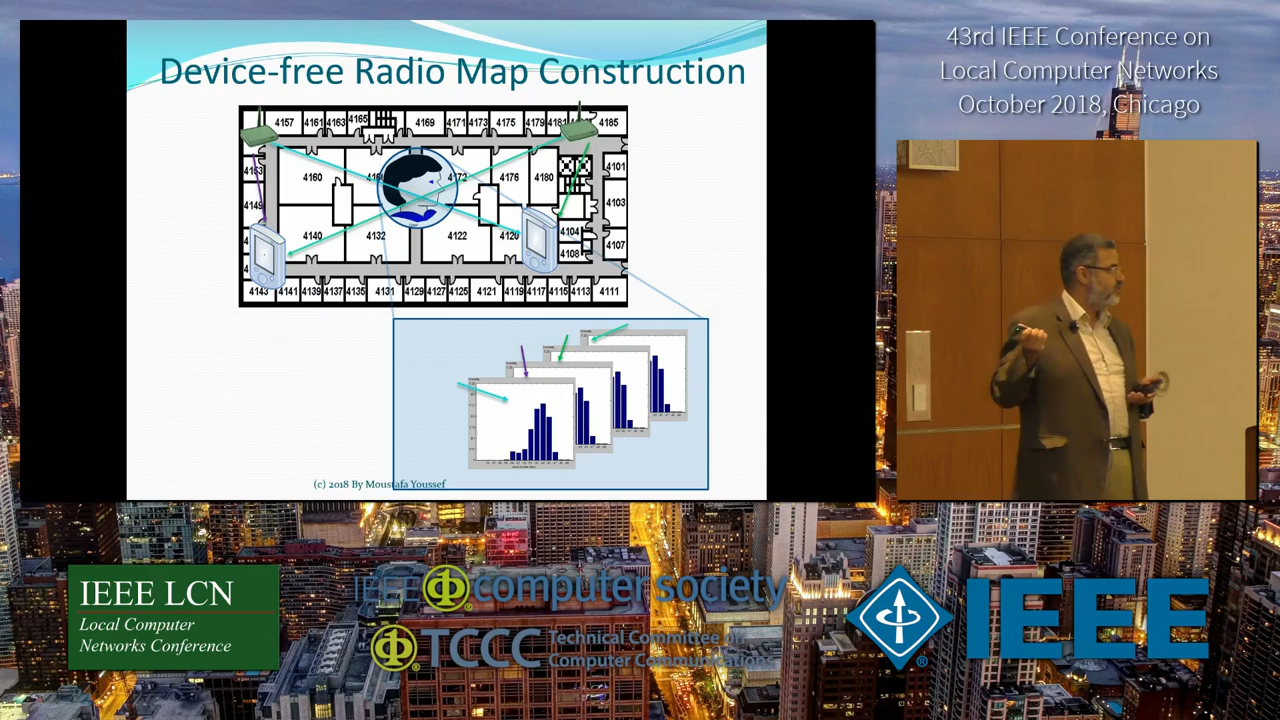 Device-free Radio Map Construction
43rd IEEE Conference on
Local Computer Networks
October 2018, Chicago
4157 4161 4163 4165 4169 4171 4173 4175 4179 4185
4101
4160 4172 4176 4180
4103
4140 4132 4122 4104
4107
4108
4143 4141 4139 4137 4135 4131 4129 4127 4125 4121 4119 4117 4115 4113 4111
(c) 2018 By Moustafa Youssef
IEEE LCN
Local Computer
Networks Conference
IEEE computer society
TCCC Technical Committee on
Computer Communications
IEEE